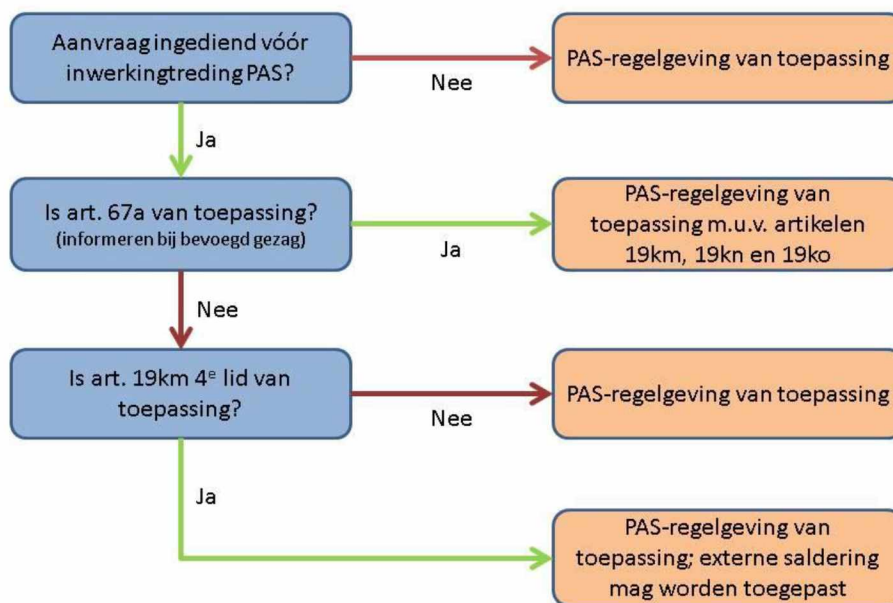 Aanvraag ingediend vóór
inwerkingtreding PAS?
Nee
PAS-regelgeving van toepassing
Ja
Is art. 67a van toepassing?
(informeren bij bevoegd gezag)
Ja
PAS-regelgeving van
toepassing m.u.v. artikelen
19km, 19kn en 19ko
Nee
Is art. 19km 4e lid van
toepassing?
Nee
PAS-regelgeving van toepassing
Ja
PAS-regelgeving van
toepassing; externe saldering
mag worden toegepast